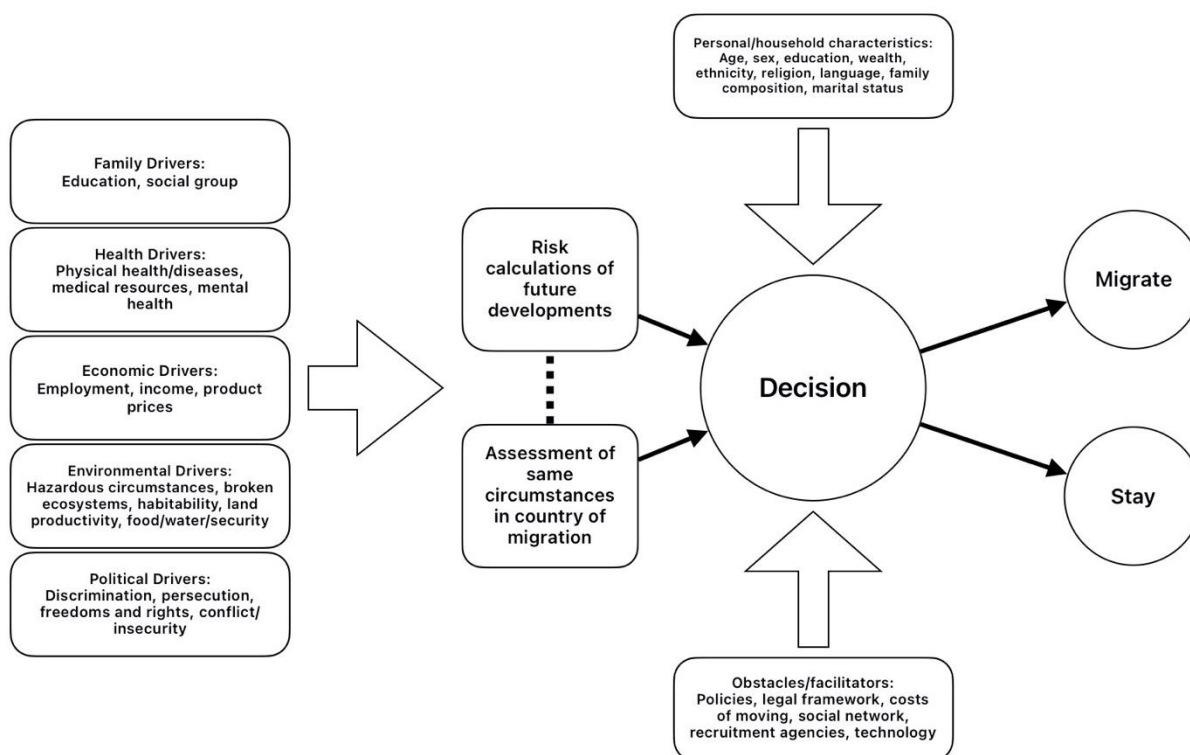 Personal/household characteristics:
Age, sex, education, wealth,
ethnicity, religion, language, family
composition, marital status
Family Drivers:
Education, social group
Health Drivers:
Physical health/diseases,
medical resources, mental
health
Economic Drivers:
Employment, income, product
prices
Environmental Drivers:
Hazardous circumstances, broken
ecosystems, habitability, land
productivity, food/water/security
Political Drivers:
Discrimination, persecution,
freedoms and rights, conflict/
insecurity
Risk
calculations of
future
developments
Assessment of
same
circumstances
in country of
migration
Decision
Migrate
Stay
Obstacles/facilitators:
Policies, legal framework, costs
of moving, social network,
recruitment agencies, technology